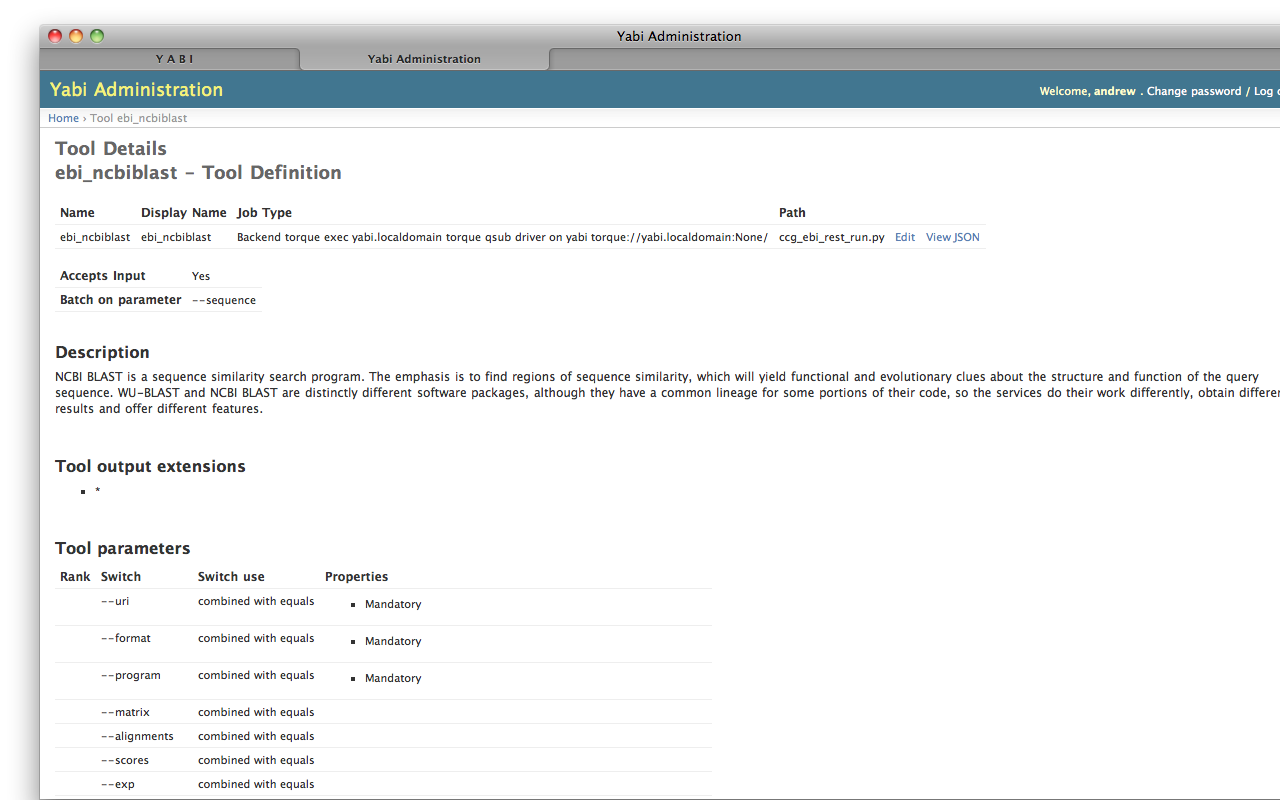 Yabi Administration
Y A B I
Yabi Administration
Yabi Administration
Welcome, andrew . Change password / Log
Home › Tool ebi_ncbiblast
Tool Details
ebi_ncbiblast – Tool Definition
Name Display Name Job Type Path
ebi_ncbiblast ebi_ncbiblast Backend torque exec yabi.localdomain torque qsub driver on yabi torque://yabi.localdomain:None/ ccg_ebi_rest_run.py Edit View JSON
Accepts Input Yes
Batch on parameter --sequence
Description
NCBI BLAST is a sequence similarity search program. The emphasis is to find regions of sequence similarity, which will yield functional and evolutionary clues about the structure and function of the query
sequence. WU-BLAST and NCBI BLAST are distinctly different software packages, although they have a common lineage for some portions of their code, so the services do their work differently, obtain
results and offer different features.
Tool output extensions
▪ *
Tool parameters
Rank Switch Switch use Properties
--uri combined with equals ▪ Mandatory
--format combined with equals ▪ Mandatory
--program combined with equals ▪ Mandatory
--matrix combined with equals
--alignments combined with equals
--scores combined with equals
--exp combined with equals